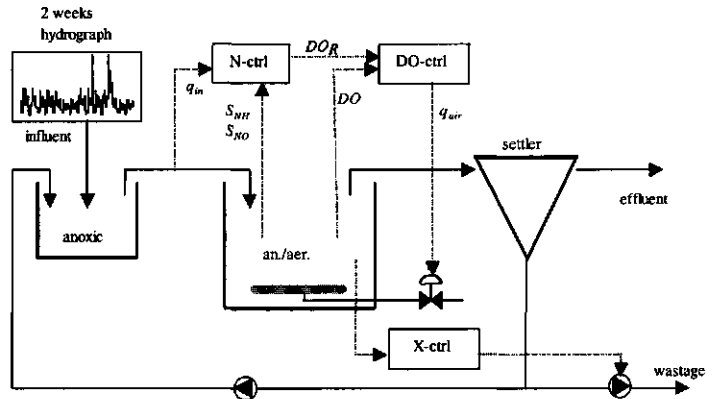 2 weeks
hydrograph
influent
q_in
N-ctrl
DO_R
DO-ctrl
S_NH
S_NO
DO
q_air
settler
effluent
anoxic
an./aer.
X-ctrl
wastage